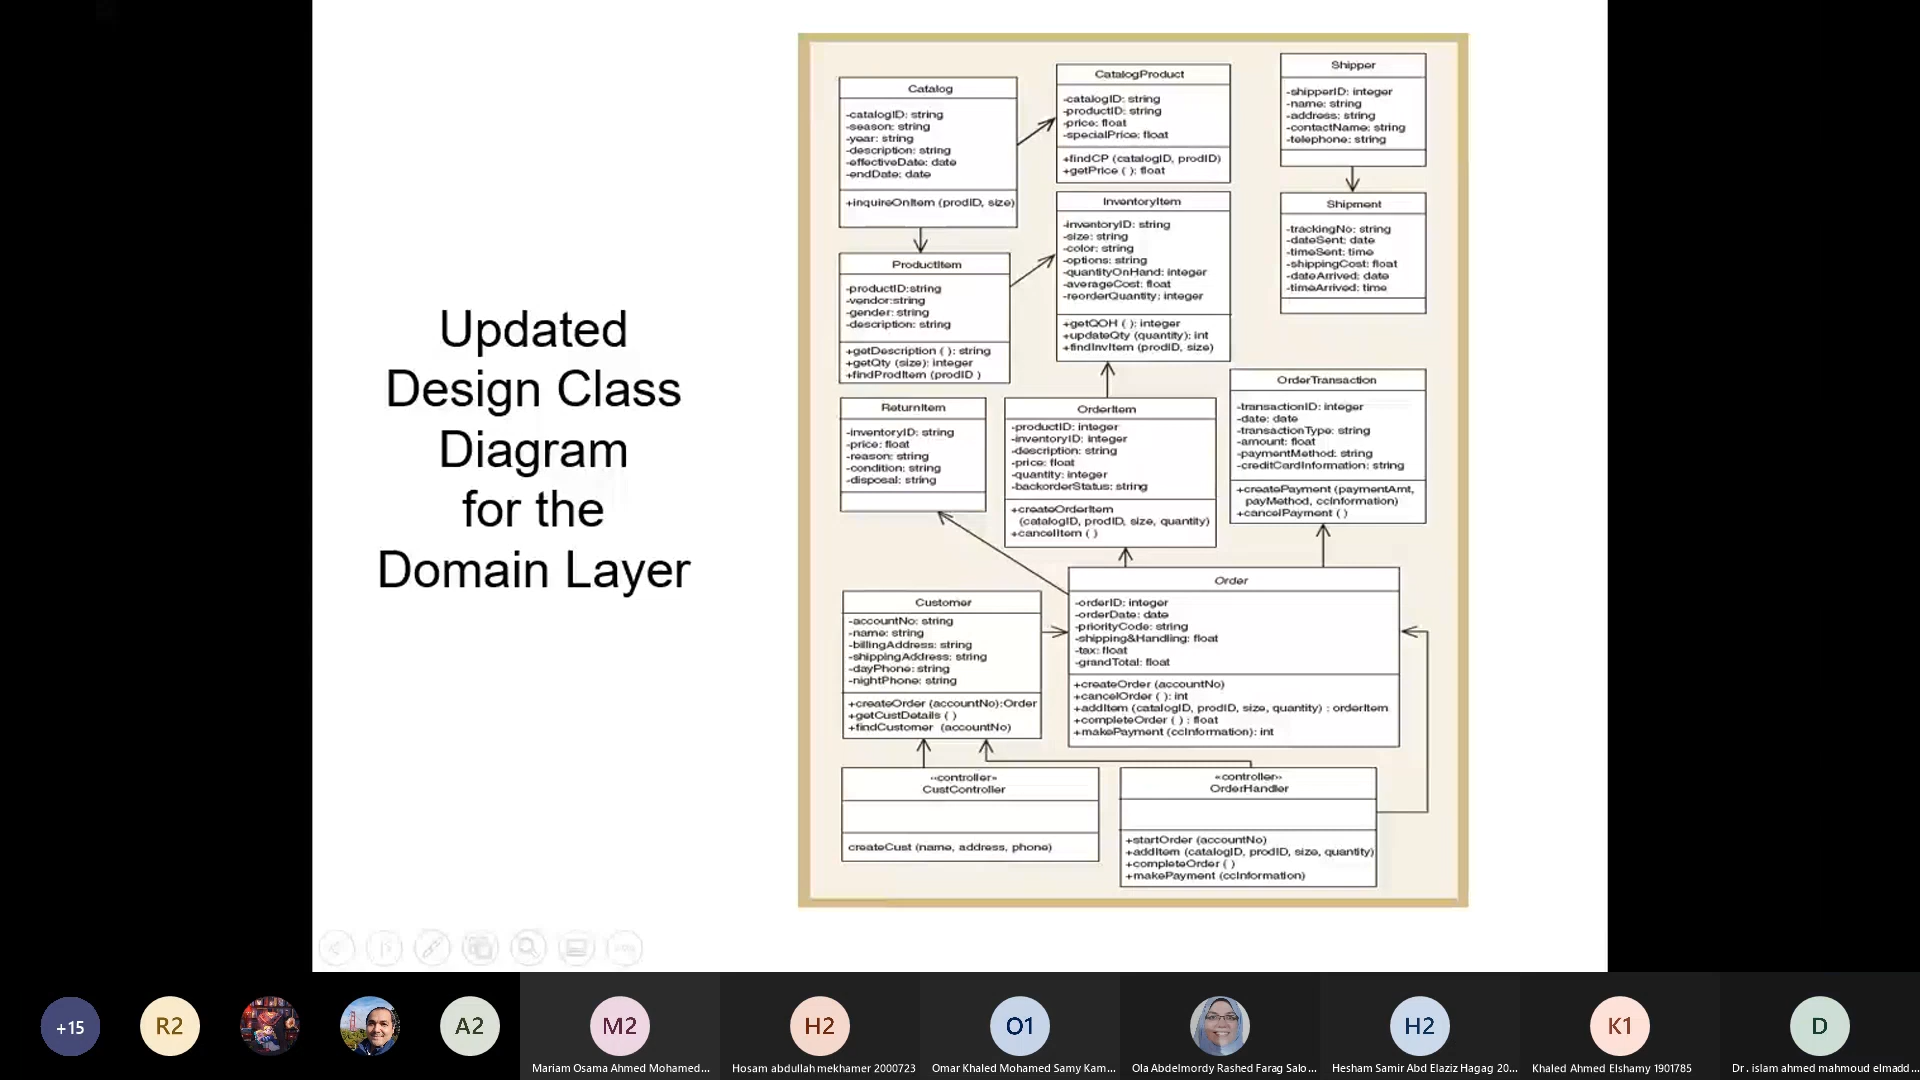 Updated
Design Class
Diagram
for the
Domain Layer
Catalog
-catalogID: string
-season: string
-year: string
-description: string
-effectiveDate: date
-endDate: date
+inquireOnItem (prodID, size)
CatalogProduct
-catalogID: string
-productID: string
-price: float
-specialPrice: float
+findCP (catalogID, prodID)
+getPrice ( ): float
Shipper
-shipperID: integer
-name: string
-address: string
-contactName: string
-telephone: string
ProductItem
-productID:string
-vendor:string
-gender: string
-description: string
+getDescription ( ): string
+getQty (size): integer
+findProdItem (prodID )
InventoryItem
-inventoryID: string
-size: string
-color: string
-options: string
-quantityOnHand: integer
-averageCost: float
-reorderQuantity: integer
+getQOH ( ): integer
+updateQty (quantity): int
+findInvItem (prodID, size)
Shipment
-trackingNo: string
-dateSent: date
-timeSent: time
-shippingCost: float
-dateArrived: date
-timeArrived: time
ReturnItem
-inventoryID: string
-price: float
-reason: string
-condition: string
-disposal: string
OrderItem
-productID: integer
-inventoryID: integer
-description: string
-price: float
-quantity: integer
-backorderStatus: string
+createOrderItem
(catalogID, prodID, size, quantity)
+cancelItem ( )
OrderTransaction
-transactionID: integer
-date: date
-transactionType: string
-amount: float
-paymentMethod: string
-creditCardInformation: string
+createPayment (paymentAmt,
payMethod, ccInformation)
+cancelPayment ( )
Customer
-accountNo: string
-name: string
-billingAddress: string
-shippingAddress: string
-dayPhone: string
-nightPhone: string
+createOrder (accountNo):Order
+getCustDetails ( )
+findCustomer (accountNo)
Order
-orderID: integer
-orderDate: date
-priorityCode: string
-shipping&Handling: float
-tax: float
-grandTotal: float
+createOrder (accountNo)
+cancelOrder ( ): int
+addItem (catalogID, prodID, size, quantity) : orderItem
+completeOrder ( ) : float
+makePayment (ccInformation): int
«controller»
CustController
createCust (name, address, phone)
«controller»
OrderHandler
+startOrder (accountNo)
+addItem (catalogID, prodID, size, quantity)
+completeOrder ( )
+makePayment (ccInformation)
+15
R2
A2
M2
H2
O1
H2
K1
D
Mariam Osama Ahmed Mohamed...
Hosam abdullah mekhamer 2000723
Omar Khaled Mohamed Samy Kam...
Ola Abdelmordy Rashed Farag Salo...
Hesham Samir Abd Elaziz Hagag 20...
Khaled Ahmed Elshamy 1901785
Dr. islam ahmed mahmoud elmadd...